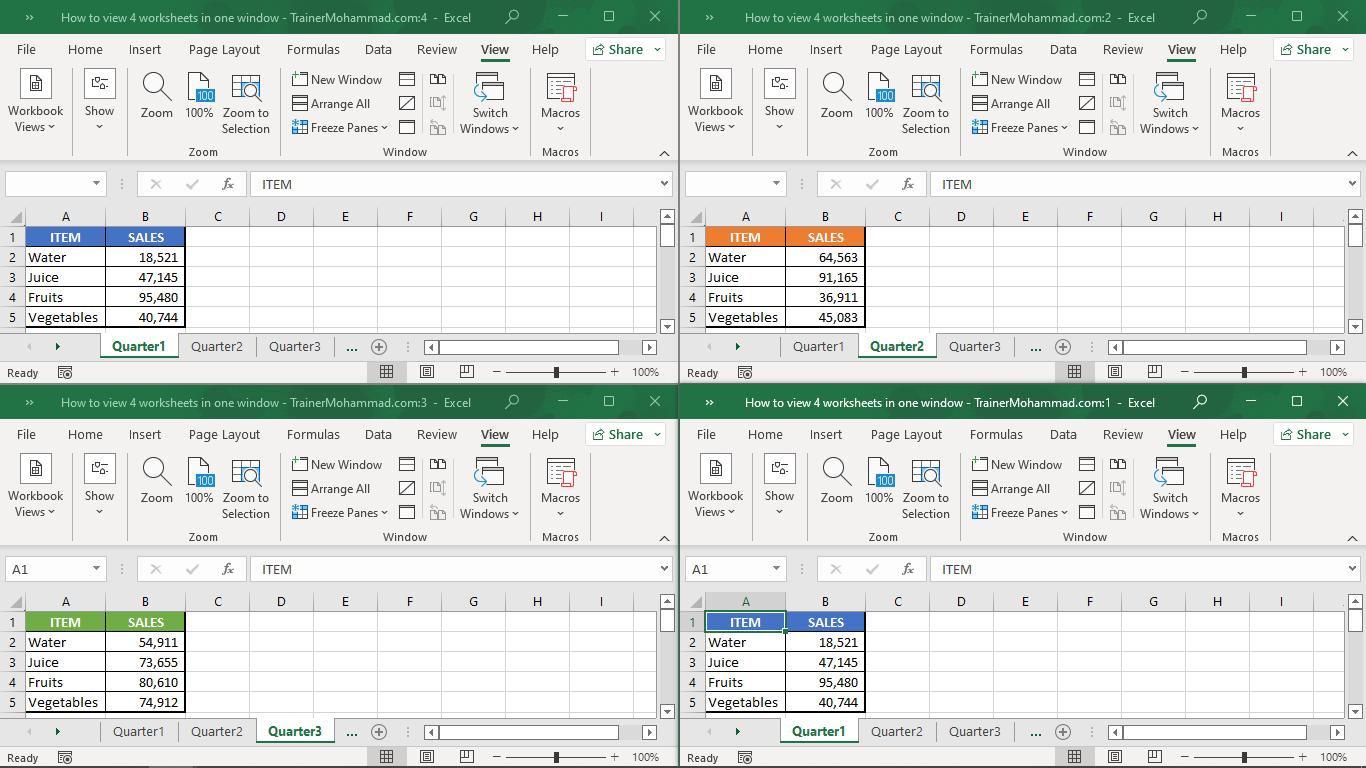 ›› How to view 4 worksheets in one window - TrainerMohammad.com:4 - Excel
File Home Insert Page Layout Formulas Data Review View Help Share
New Window
Arrange All
Freeze Panes
Workbook Views
Show
Zoom
100
100%
Zoom to Selection
Switch Windows
Macros
Zoom Window Macros
fx ITEM
A B C D E F G H I
1 ITEM SALES
2 Water 18,521
3 Juice 47,145
4 Fruits 95,480
5 Vegetables 40,744
Quarter1 Quarter2 Quarter3 ...
Ready 100%
›› How to view 4 worksheets in one window - TrainerMohammad.com:2 - Excel
File Home Insert Page Layout Formulas Data Review View Help Share
New Window
Arrange All
Freeze Panes
Workbook Views
Show
Zoom
100
100%
Zoom to Selection
Switch Windows
Macros
Zoom Window Macros
fx ITEM
A B C D E F G H I
1 ITEM SALES
2 Water 64,563
3 Juice 91,165
4 Fruits 36,911
5 Vegetables 45,083
Quarter1 Quarter2 Quarter3 ...
Ready 100%
›› How to view 4 worksheets in one window - TrainerMohammad.com:3 - Excel
File Home Insert Page Layout Formulas Data Review View Help Share
New Window
Arrange All
Freeze Panes
Workbook Views
Show
Zoom
100
100%
Zoom to Selection
Switch Windows
Macros
Zoom Window Macros
A1 fx ITEM
A B C D E F G H I
1 ITEM SALES
2 Water 54,911
3 Juice 73,655
4 Fruits 80,610
5 Vegetables 74,912
Quarter1 Quarter2 Quarter3 ...
Ready 100%
›› How to view 4 worksheets in one window - TrainerMohammad.com:1 - Excel
File Home Insert Page Layout Formulas Data Review View Help Share
New Window
Arrange All
Freeze Panes
Workbook Views
Show
Zoom
100
100%
Zoom to Selection
Switch Windows
Macros
Zoom Window Macros
A1 fx ITEM
A B C D E F G H I
1 ITEM SALES
2 Water 18,521
3 Juice 47,145
4 Fruits 95,480
5 Vegetables 40,744
Quarter1 Quarter2 Quarter3 ...
Ready 100%